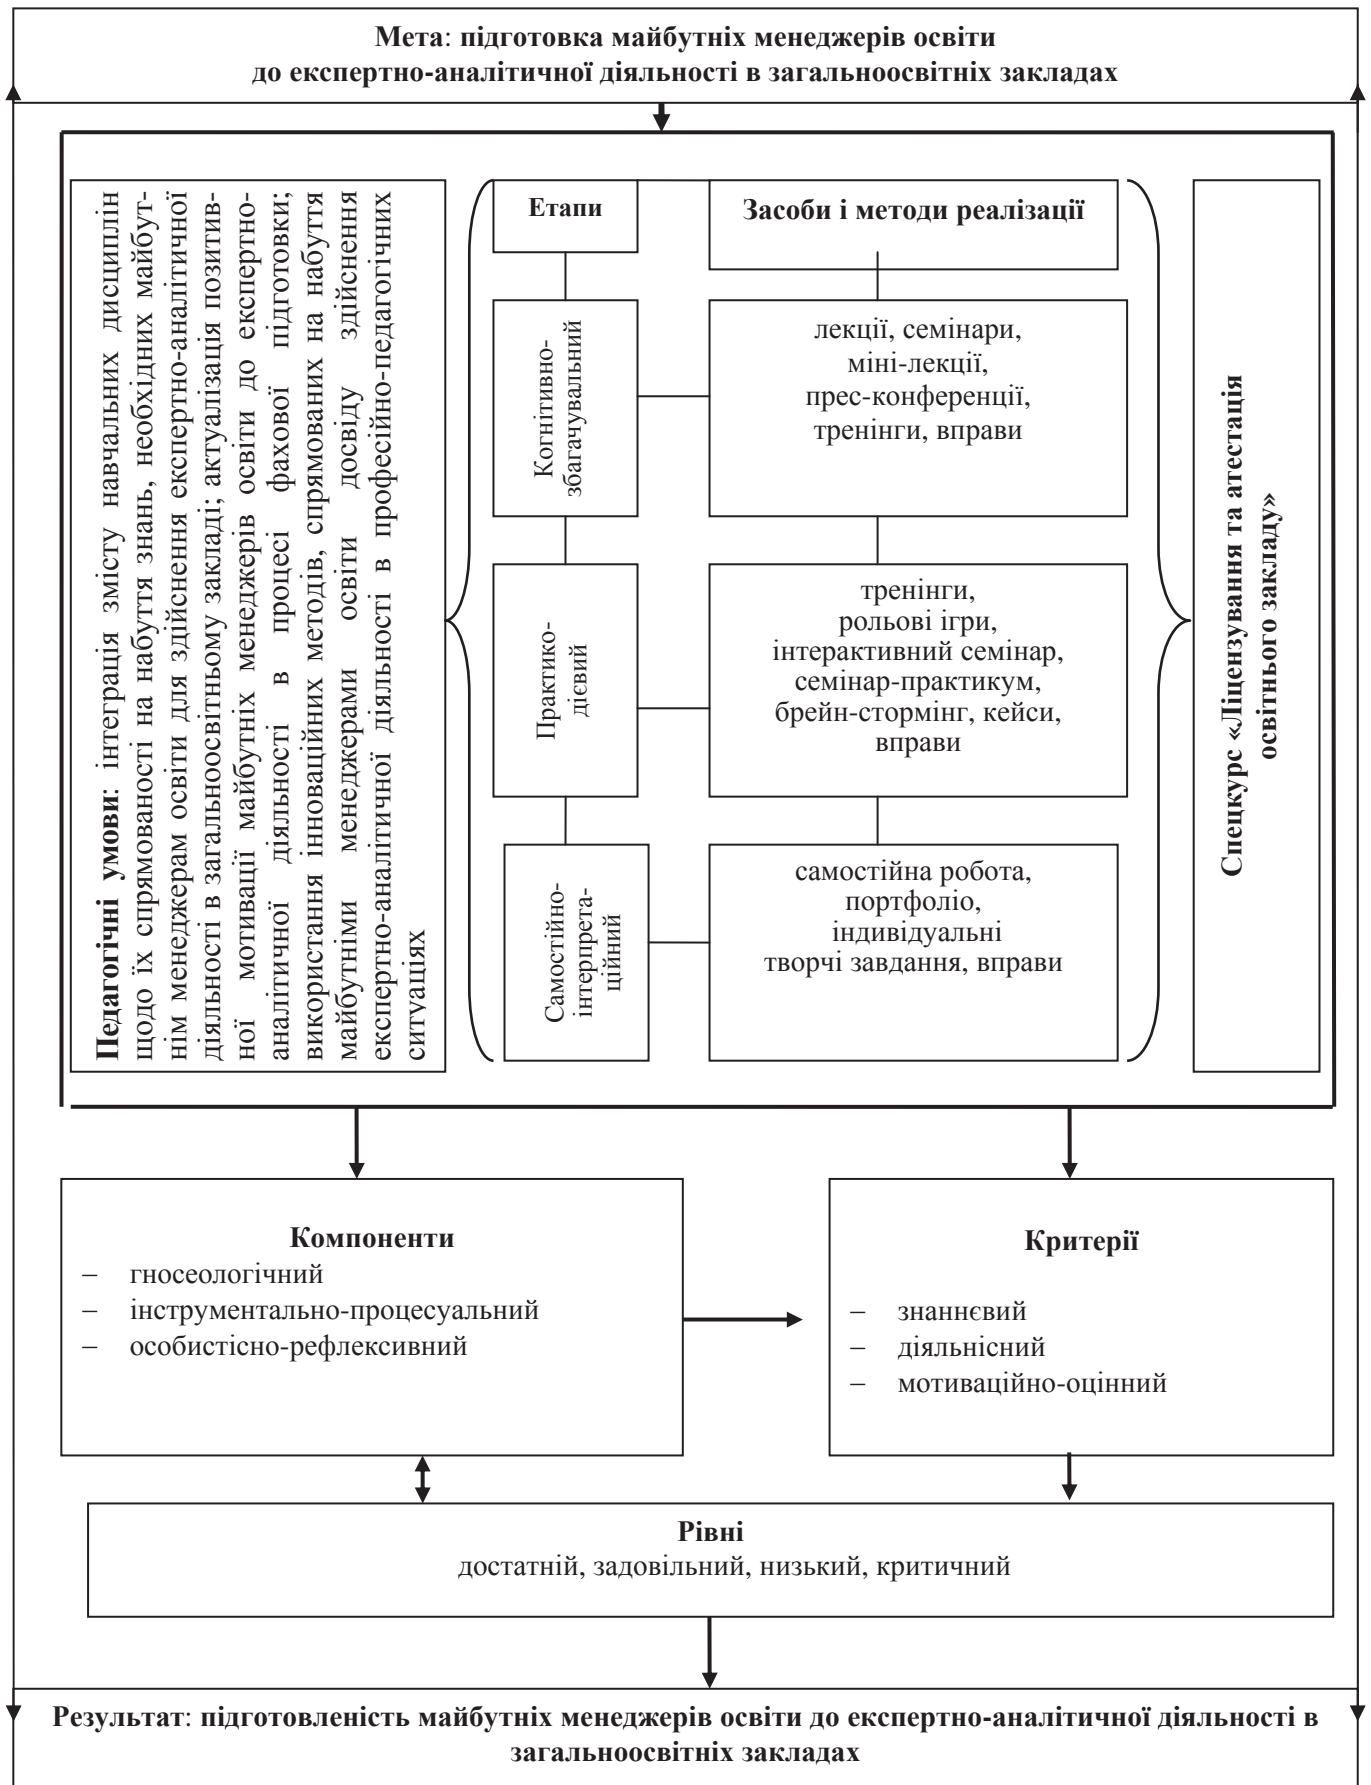 Мета: підготовка майбутніх менеджерів освіти
до експертно-аналітичної діяльності в загальноосвітніх закладах
Педагогічні умови: інтеграція змісту навчальних дисциплін
щодо їх спрямованості на набуття знань, необхідних майбут-
нім менеджерам освіти для здійснення експертно-аналітичної
діяльності в загальноосвітньому закладі; актуалізація позитив-
ної мотивації майбутніх менеджерів освіти до експертно-
аналітичної діяльності в процесі фахової підготовки;
використання інноваційних методів, спрямованих на набуття
майбутніми менеджерами освіти досвіду здійснення
експертно-аналітичної діяльності в професійно-педагогічних
ситуаціях
Етапи
Засоби і методи реалізації
Когнітивно-
збагачувальний
лекції, семінари,
міні-лекції,
прес-конференції,
тренінги, вправи
Практико-
дієвий
тренінги,
рольові ігри,
інтерактивний семінар,
семінар-практикум,
брейн-стормінг, кейси,
вправи
Самостійно-
інтерпрета-
ційний
самостійна робота,
портфоліо,
індивідуальні
творчі завдання, вправи
Спецкурс «Ліцензування та атестація
освітнього закладу»
Компоненти
– гносеологічний
– інструментально-процесуальний
– особистісно-рефлексивний
Критерії
– знаннєвий
– діяльнісний
– мотиваційно-оцінний
Рівні
достатній, задовільний, низький, критичний
Результат: підготовленість майбутніх менеджерів освіти до експертно-аналітичної діяльності в
загальноосвітніх закладах